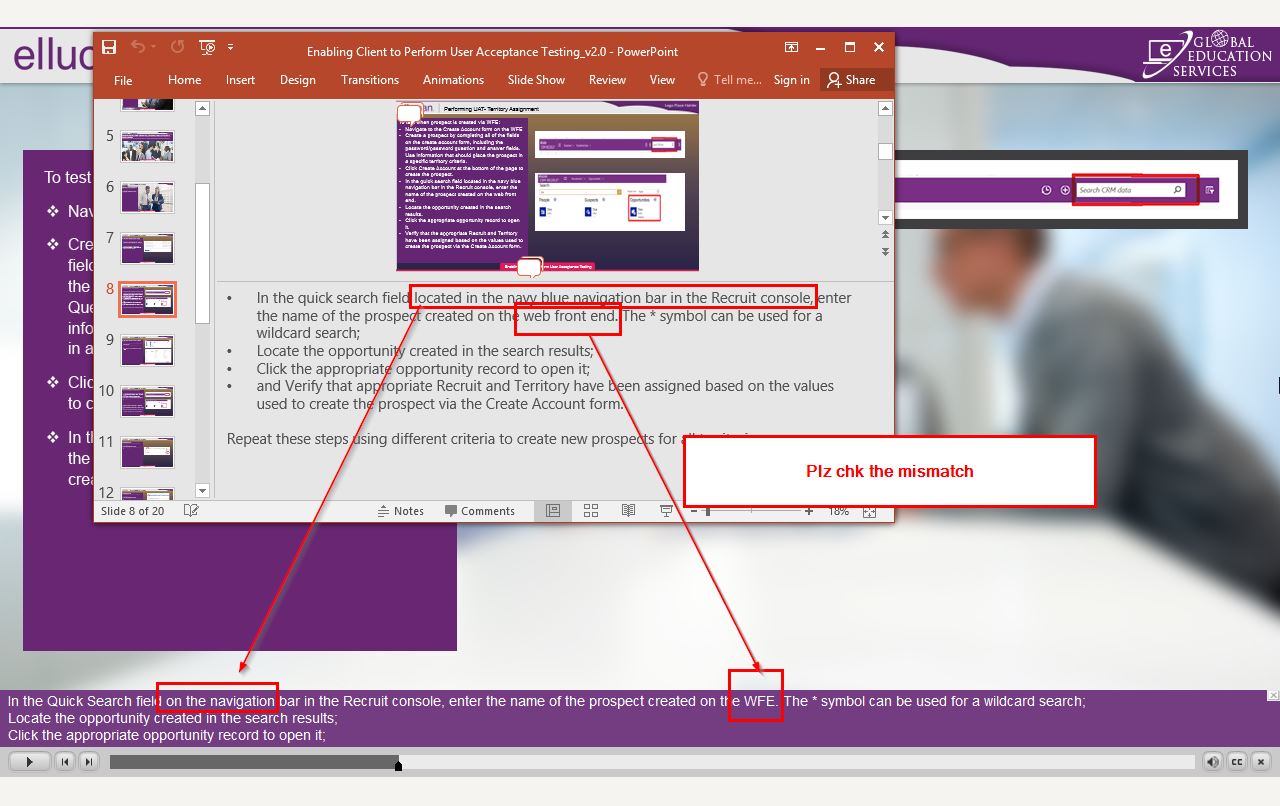 elluc
GLOBAL
EDUCATION
SERVICES
Enabling Client to Perform User Acceptance Testing_v2.0 - PowerPoint
File Home Insert Design Transitions Animations Slide Show Review View Tell me... Sign in Share
5
6
7
8
9
10
11
12
Performing UAT- Territory Assignment
when prospect is created via WFE:
• Navigate to the Create Account form on the WFE
• Create a prospect by completing all of the fields
on the create account form, including the
password/password question and answer fields.
Use information that should place the prospect in
a specific territory criteria.
• Click Create Account at the bottom of the page to
create the prospect.
• In the quick search field located in the navy blue
navigation bar in the Recruit console, enter the
name of the prospect created on the web front
end.
• Locate the opportunity created in the search
results.
• Click the appropriate opportunity record to open
it.
• Verify that the appropriate Recruit and Territory
have been assigned based on the values used to
create the prospect via the Create Account form.
• In the quick search field located in the navy blue navigation bar in the Recruit console, enter
the name of the prospect created on the web front end. The * symbol can be used for a
wildcard search;
• Locate the opportunity created in the search results;
• Click the appropriate opportunity record to open it;
• and Verify that appropriate Recruit and Territory have been assigned based on the values
used to create the prospect via the Create Account form.
Repeat these steps using different criteria to create new prospects for
Slide 8 of 20 Notes Comments 18%
To test
❖ Nav
❖ Cre
field
the
Que
info
in a
❖ Clic
to c
❖ In th
the
crea
Search CRM data
Plz chk the mismatch
In the Quick Search field on the navigation bar in the Recruit console, enter the name of the prospect created on the WFE. The * symbol can be used for a wildcard search;
Locate the opportunity created in the search results;
Click the appropriate opportunity record to open it;
CC